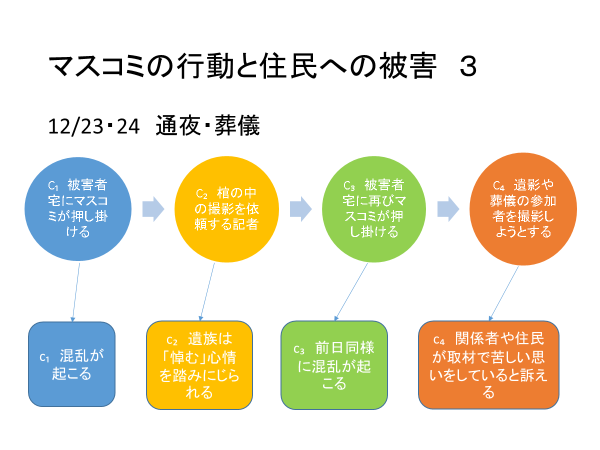 マスコミの行動と住民への被害　３
12/23・24　通夜・葬儀
C₁　被害者
宅にマスコ
ミが押し掛
ける
C₂　棺の中
の撮影を依
頼する記者
C₃　被害者
宅に再びマ
スコミが押
し掛ける
C₄　遺影や
葬儀の参加
者を撮影し
ようとする
c₁　混乱が
起こる
c₂　遺族は
「悼む」心情
を踏みにじら
れる
c₃　前日同様
に混乱が起
こる
c₄　関係者や住民
が取材で苦しい思
いをしていると訴え
る